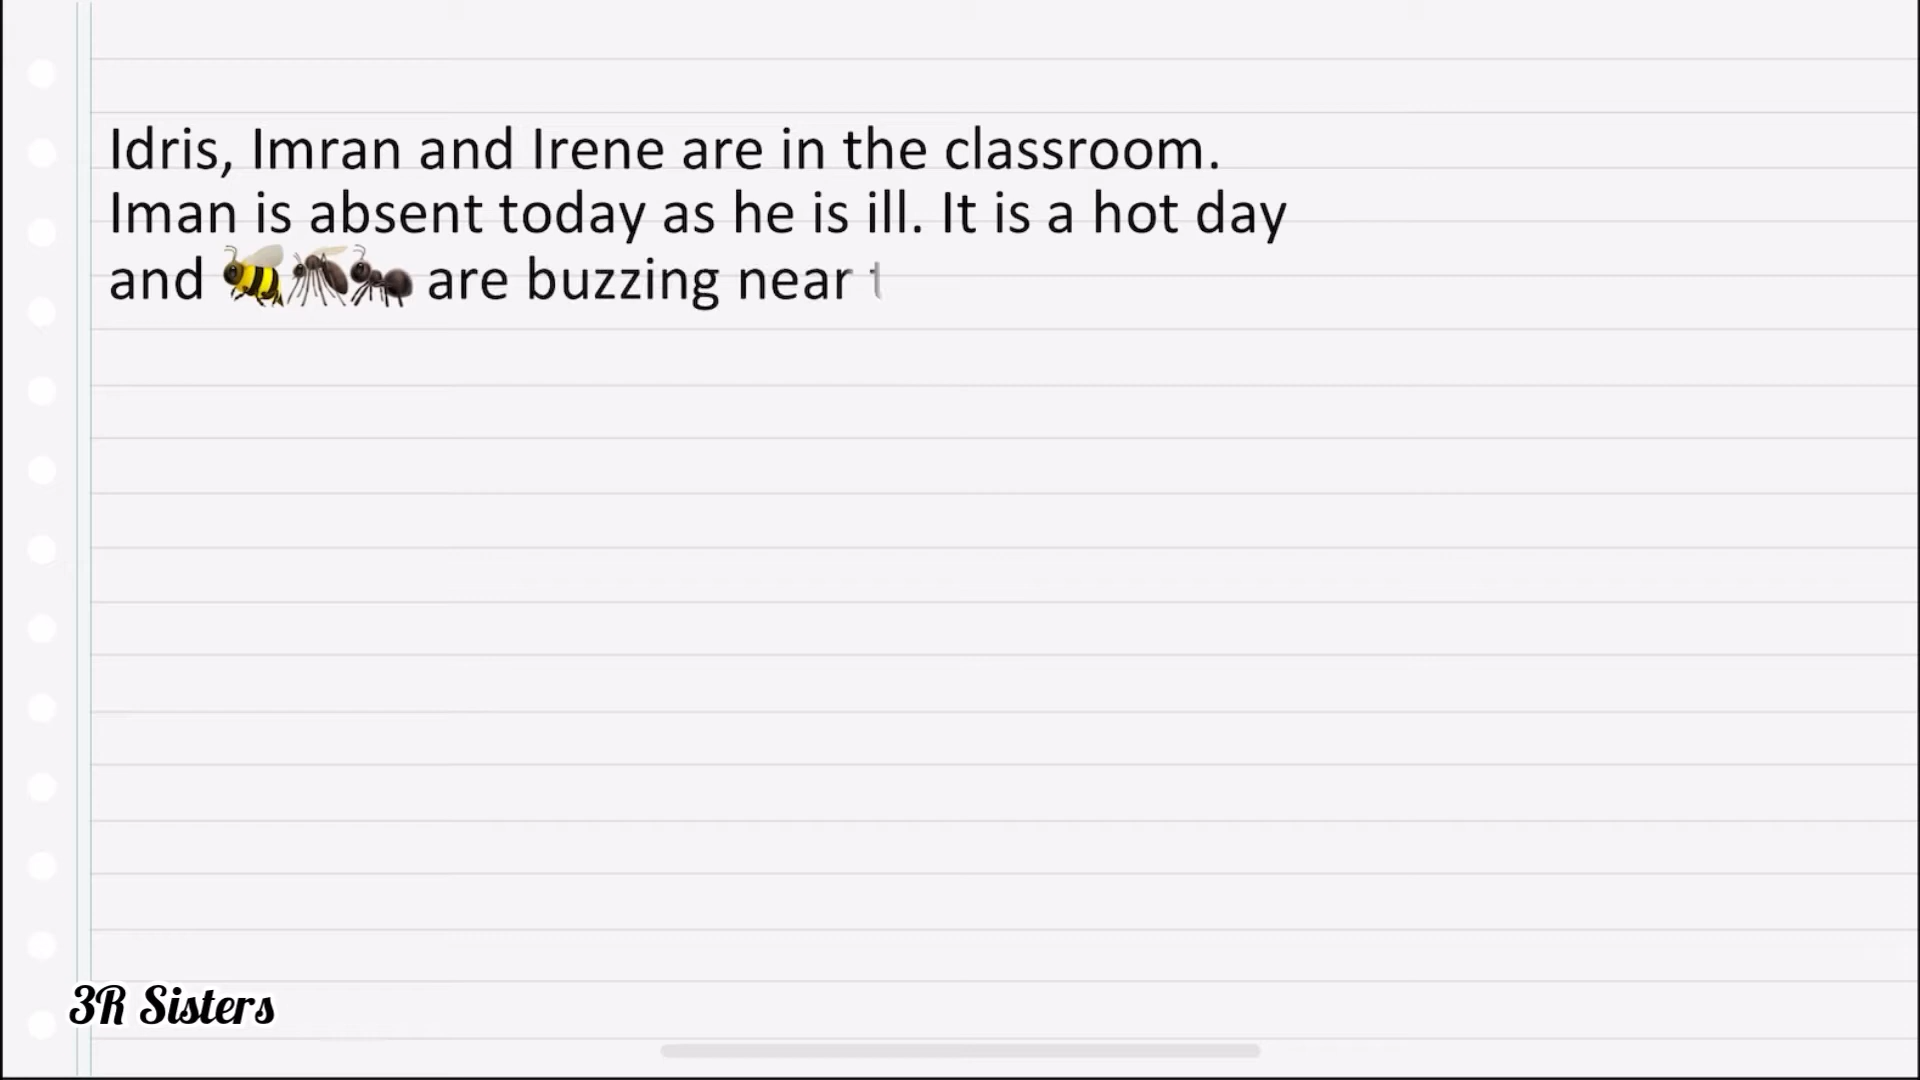 Idris, Imran and Irene are in the classroom.
Iman is absent today as he is ill. It is a hot day
and 🐝🦟🐜 are buzzing near t
3R Sisters